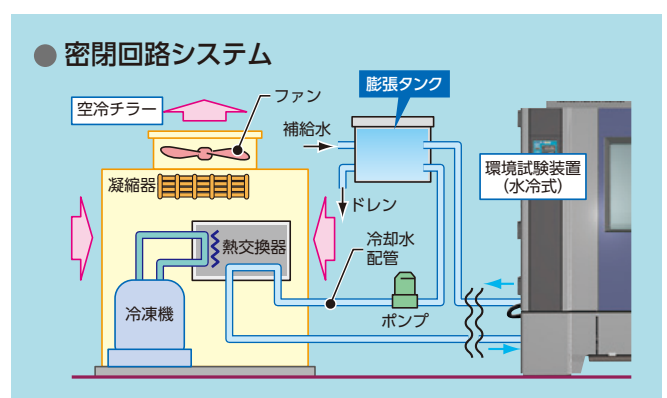 ● 密閉回路システム
空冷チラー
ファン
膨張タンク
補給水
環境試験装置
(水冷式)
凝縮器
ドレン
熱交換器
冷却水
配管
冷凍機
ポンプ